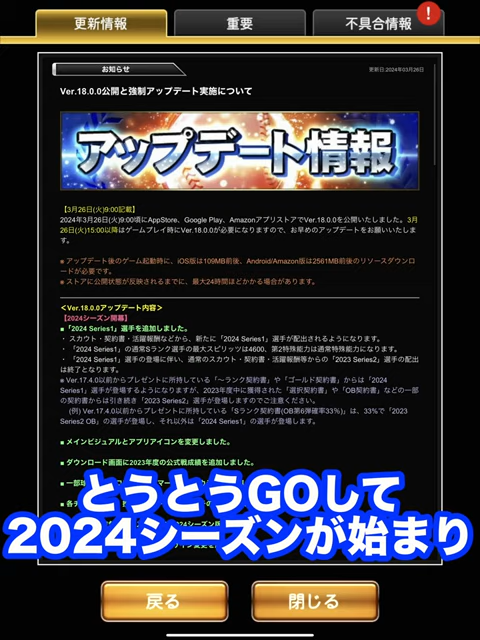 更新情報
重要
不具合情報
!
お知らせ
更新日:2024年03月26日
Ver.18.0.0公開と強制アップデート実施について
アップデート情報
【3月26日(火)9:00記載】
2024年3月26日(火)9:00頃にAppStore、Google Play、AmazonアプリストアでVer.18.0.0を公開いたしました。3月
26日(火)15:00以降はゲームプレイ時にVer.18.0.0が必要になりますので、お早めのアップデートをお願いいたしま
す。
※アップデート後のゲーム起動時に、iOS版は109MB前後、Android/Amazon版は2561MB前後のリソースダウンロ
ードが必要です。
※ストアに公開状態が反映されるまでに、最大24時間ほどかかる場合があります。
<Ver.18.0.0アップデート内容>
【2024シーズン開幕】
■「2024 Series1」選手を追加しました。
・スカウト・契約書・活躍報酬などから、新たに「2024 Series1」選手が配出されるようになります。
・「2024 Series1」の通常Sランク選手の最大スピリッツは4600、第2特殊能力は通常特殊能力になります。
・「2024 Series1」選手の登場に伴い、通常のスカウト・契約書・活躍報酬等からの「2023 Series2」選手の配出
は終了となります。
※Ver.17.4.0以前からプレゼントに所持している「〜ランク契約書」や「ゴールド契約書」からは「2024
Series1」選手が登場するようになりますが、2023年度中に獲得された「選択契約書」や「OB契約書」などの一部
の契約書からは引き続き「2023 Series2」選手が登場しますのでご注意ください。
(例) Ver.17.4.0以前からプレゼントに所持している「Sランク契約書(OB第6弾確率33%)」は、33%で「2023
Series2 OB」の選手が登場し、それ以外は「2024 Series1」の選手が登場します。
■メインビジュアルとアプリアイコンを変更しました。
■ダウンロード画面に2023年度の公式戦成績を追加しました。
■一部球
■各チ
とうとうGOして
2024シーズンが始まり
戻る
閉じる